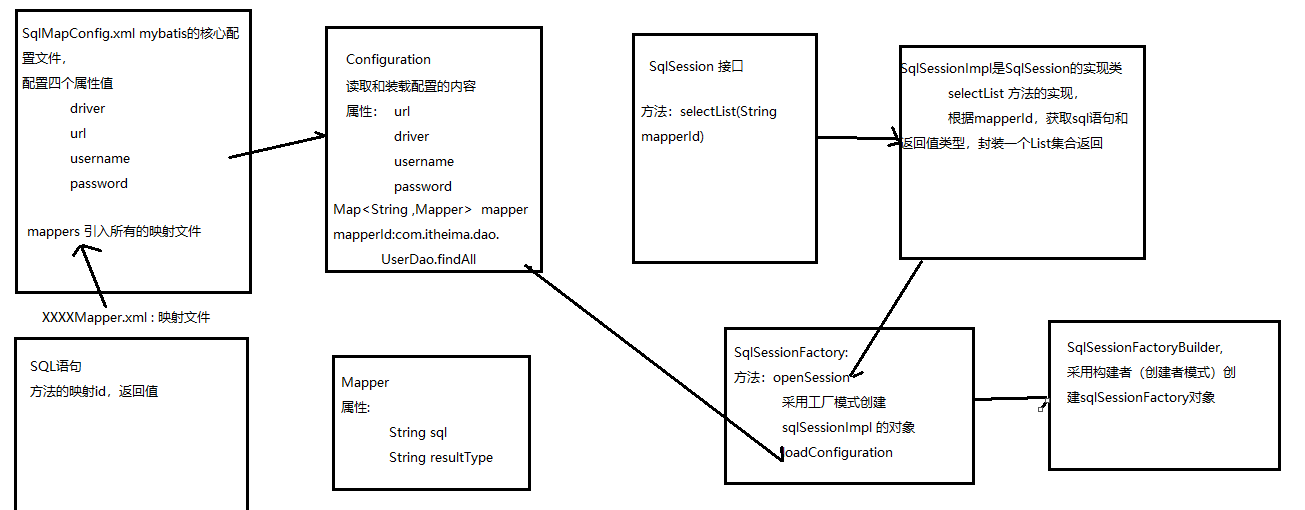 SqlMapConfig.xml mybatis的核心配
置文件，
配置四个属性值
driver
url
username
password
mappers 引入所有的映射文件
XXXXMapper.xml : 映射文件
SQL语句
方法的映射id，返回值
Configuration
读取和装载配置的内容
属性： url
driver
username
password
Map<String ,Mapper> mapper
mapperId:com.itheima.dao.
UserDao.findAll
Mapper
属性:
String sql
String resultType
SqlSession 接口
方法：selectList(String
mapperId)
SqlSessionImpl是SqlSession的实现类
selectList 方法的实现，
根据mapperId，获取sql语句和
返回值类型，封装一个List集合返回
SqlSessionFactory:
方法：openSession
采用工厂模式创建
sqlSessionImpl 的对象
loadConfiguration
SqlSessionFactoryBuilder,
采用构建者（创建者模式）创
建sqlSessionFactory对象